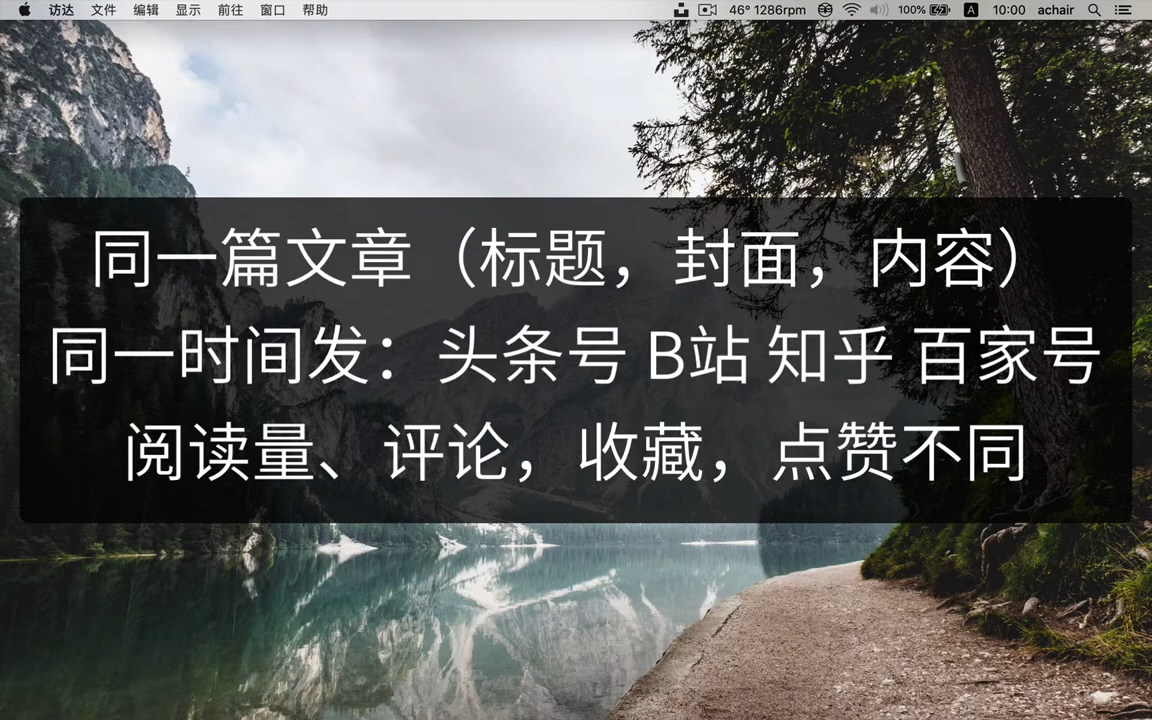 访达 文件 编辑 显示 前往 窗口 帮助 46° 1286rpm 100% A 10:00 achair
同一篇文章（标题，封面，内容）
同一时间发：头条号 B站 知乎 百家号
阅读量、评论，收藏，点赞不同